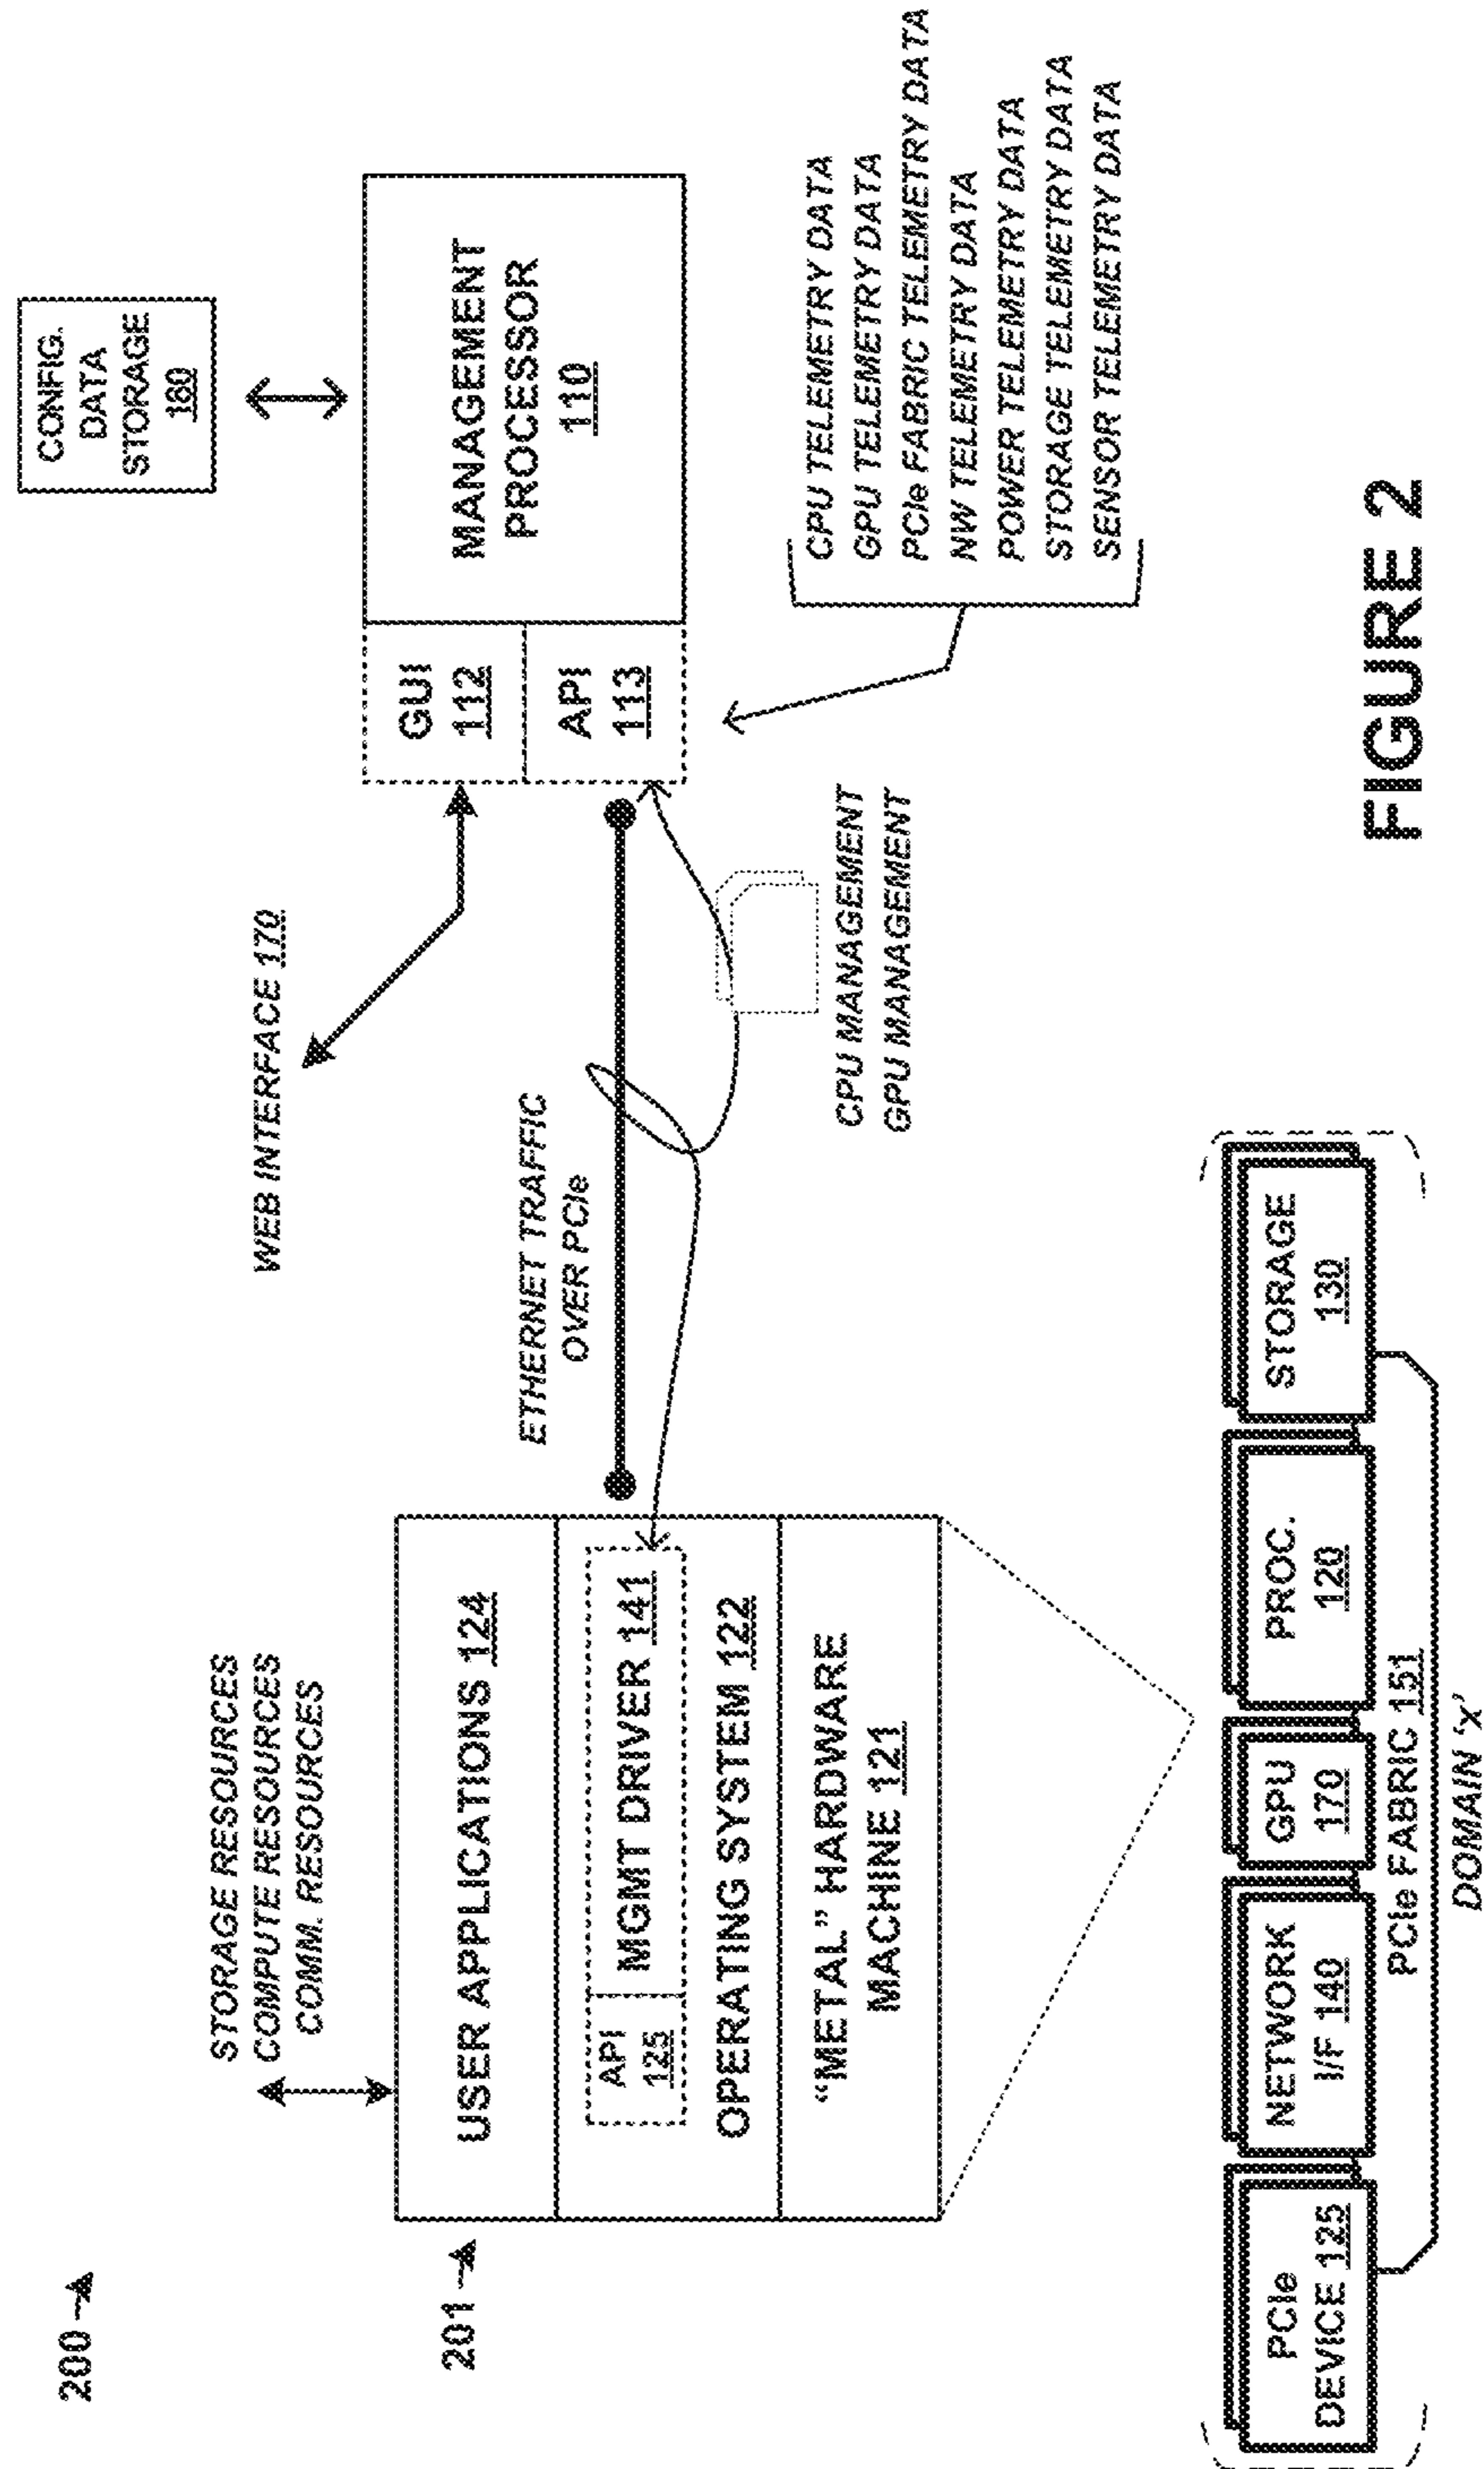 200
201
STORAGE RESOURCES
COMPUTE RESOURCES
COMM. RESOURCES
USER APPLICATIONS 124
API
125
MGMT DRIVER 141
OPERATING SYSTEM 122
“METAL” HARDWARE
MACHINE 121
WEB INTERFACE 170
ETHERNET TRAFFIC
OVER PCIe
CPU MANAGEMENT
GPU MANAGEMENT
CONFIG.
DATA
STORAGE
160
GUI
112
API
113
MANAGEMENT
PROCESSOR
110
CPU TELEMETRY DATA
GPU TELEMETRY DATA
PCIe FABRIC TELEMETRY DATA
NW TELEMETRY DATA
POWER TELEMETRY DATA
STORAGE TELEMETRY DATA
SENSOR TELEMETRY DATA
PCIe
DEVICE 125
NETWORK
I/F 140
GPU
170
PROC.
120
STORAGE
130
PCIe FABRIC 151
DOMAIN ‘x’
FIGURE 2